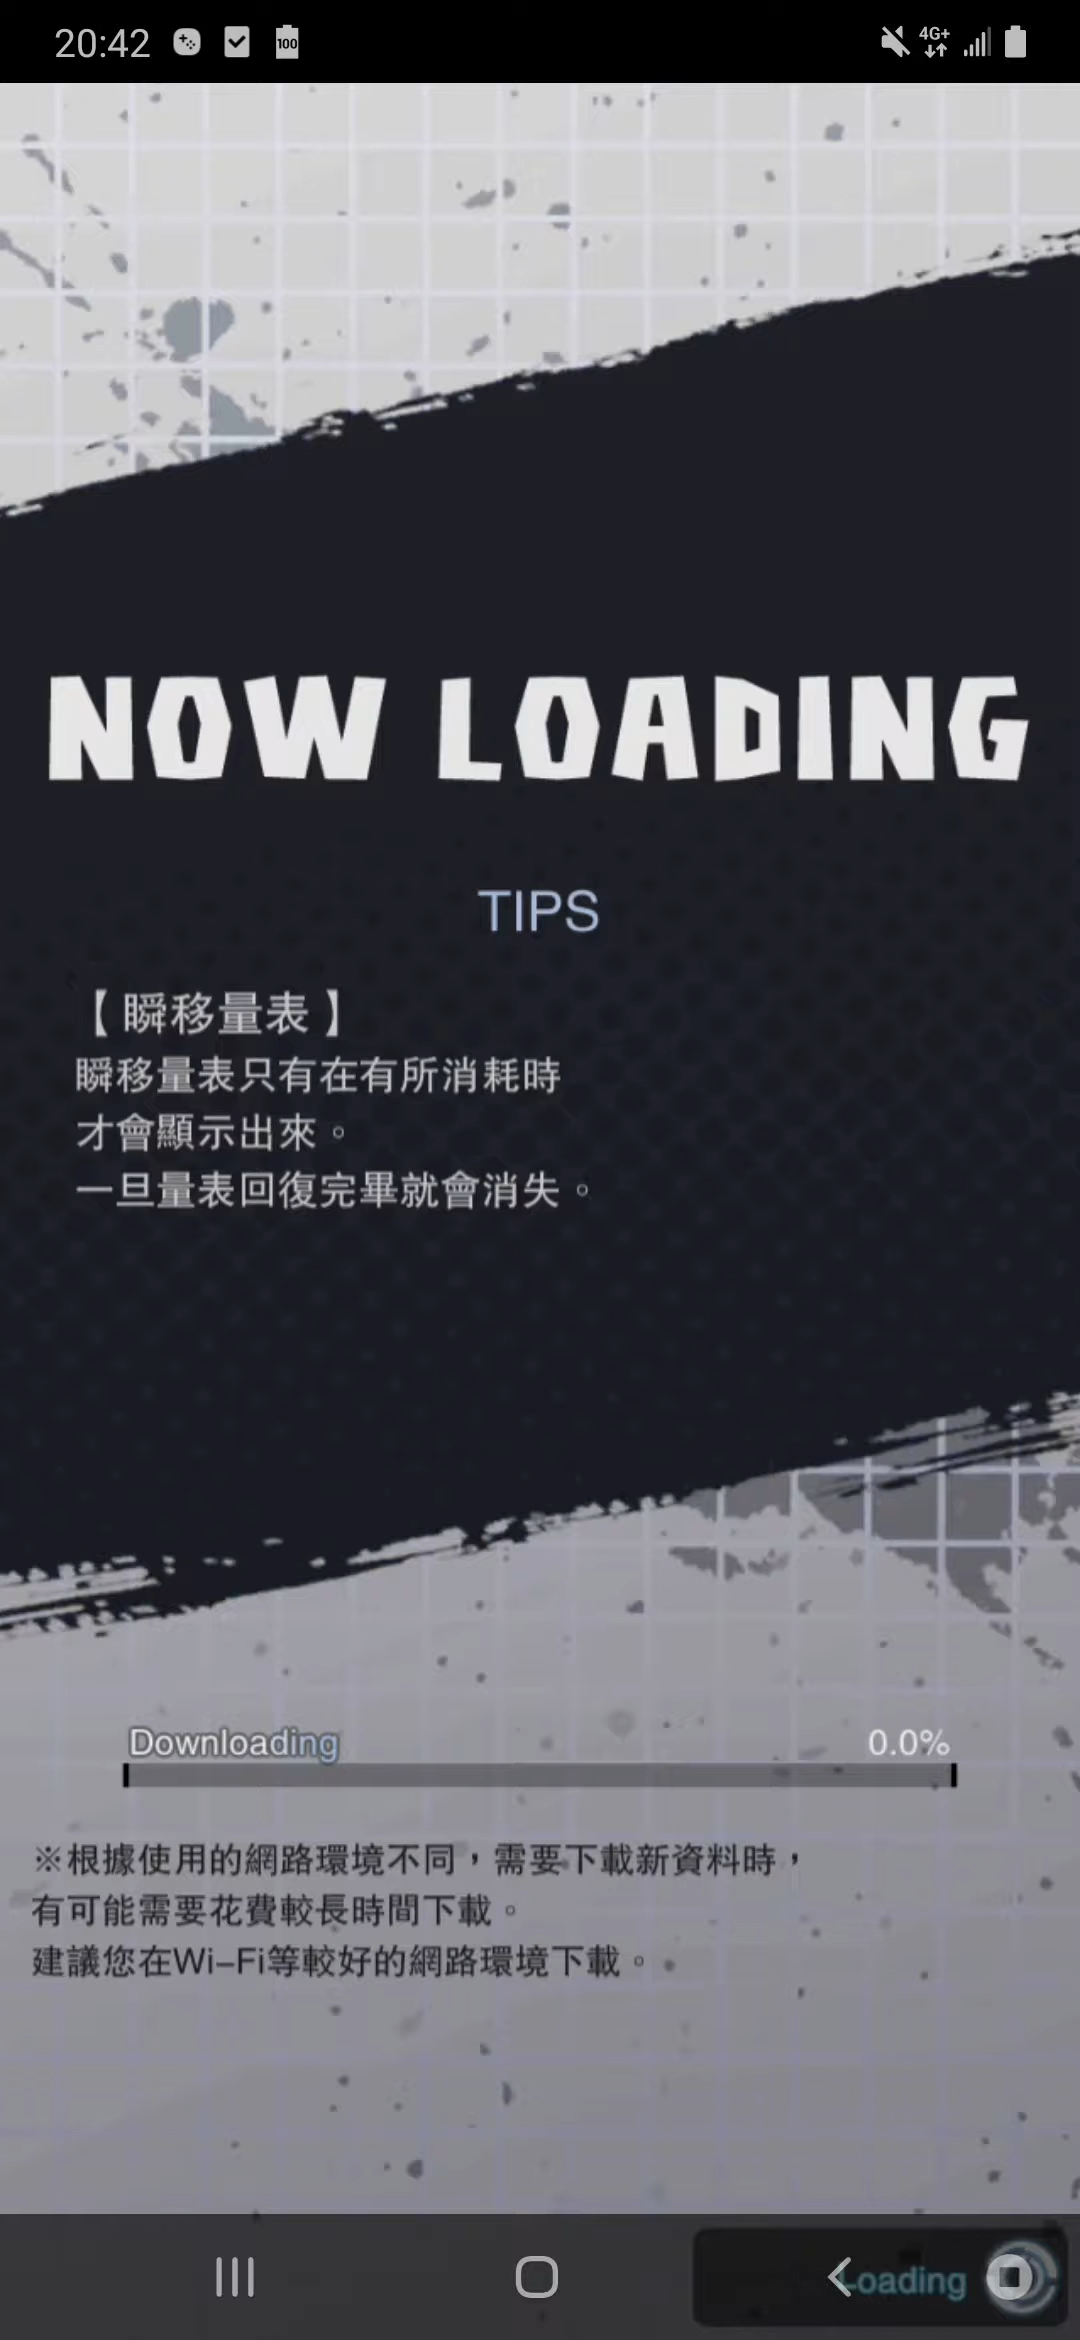 20:42
100
4G+
NOW LOADING
TIPS
【瞬移量表】
瞬移量表只有在有所消耗時
才會顯示出來。
一旦量表回復完畢就會消失。
Downloading 0.0%
※根據使用的網路環境不同，需要下載新資料時，
有可能需要花費較長時間下載。
建議您在Wi-Fi等較好的網路環境下載。
Loading